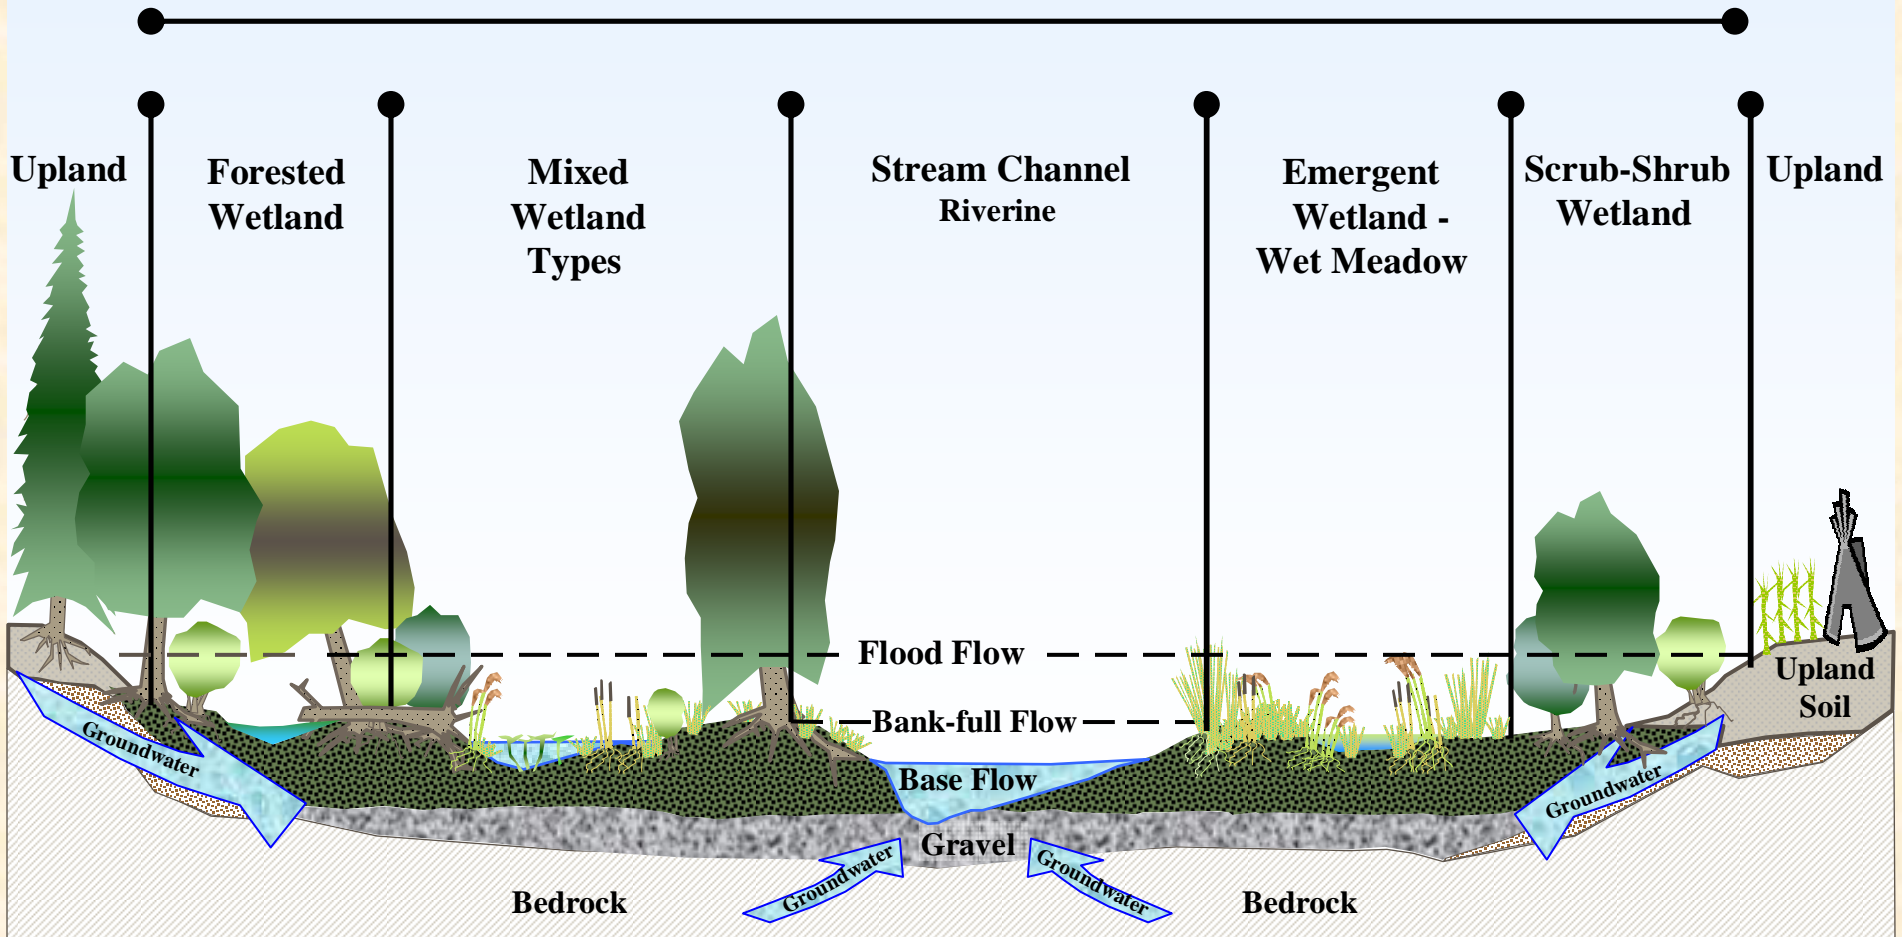 Upland
Forested
Wetland
Mixed
Wetland
Types
Stream Channel
Riverine
Emergent
Wetland -
Wet Meadow
Scrub-Shrub
Wetland
Upland
Flood Flow
Bank-full Flow
Base Flow
Upland
Soil
Groundwater
Groundwater
Gravel
Groundwater
Groundwater
Bedrock
Bedrock